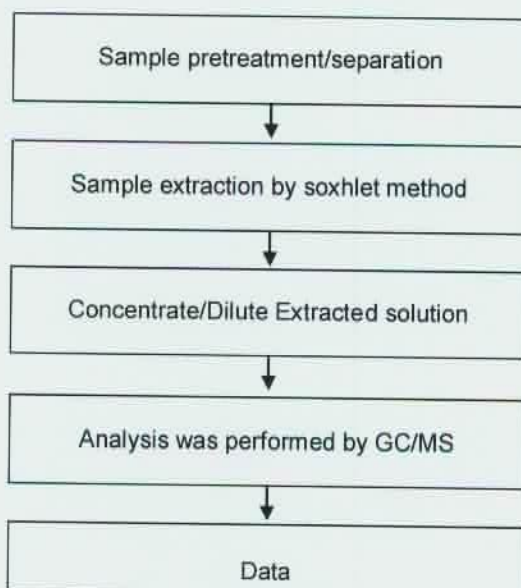 Sample pretreatment/separation
Sample extraction by soxhlet method
Concentrate/Dilute Extracted solution
Analysis was performed by GC/MS
Data